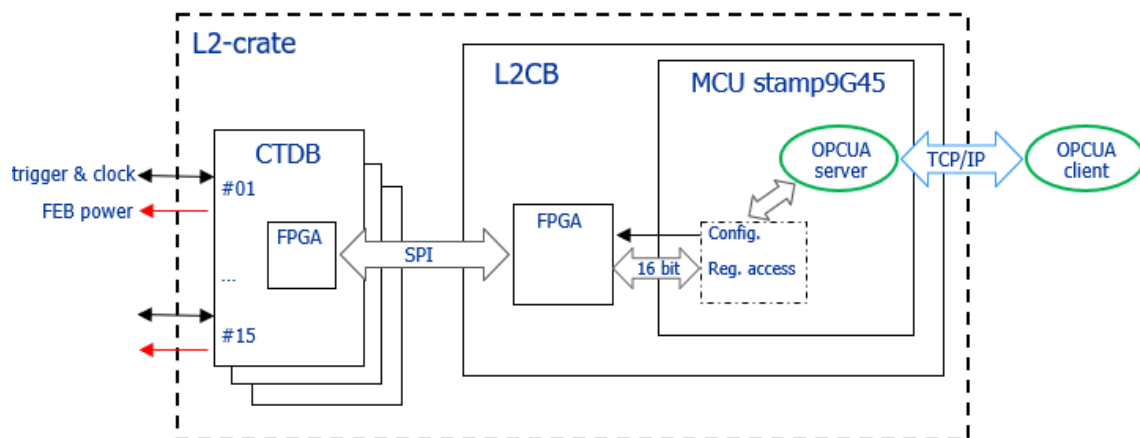 L2-crate
L2CB
MCU stamp9G45
CTDB
OPCUA
server
TCP/IP
OPCUA
client
trigger & clock
#01
FEB power
FPGA
SPI
FPGA
Config.
16 bit
Reg. access
...
#15